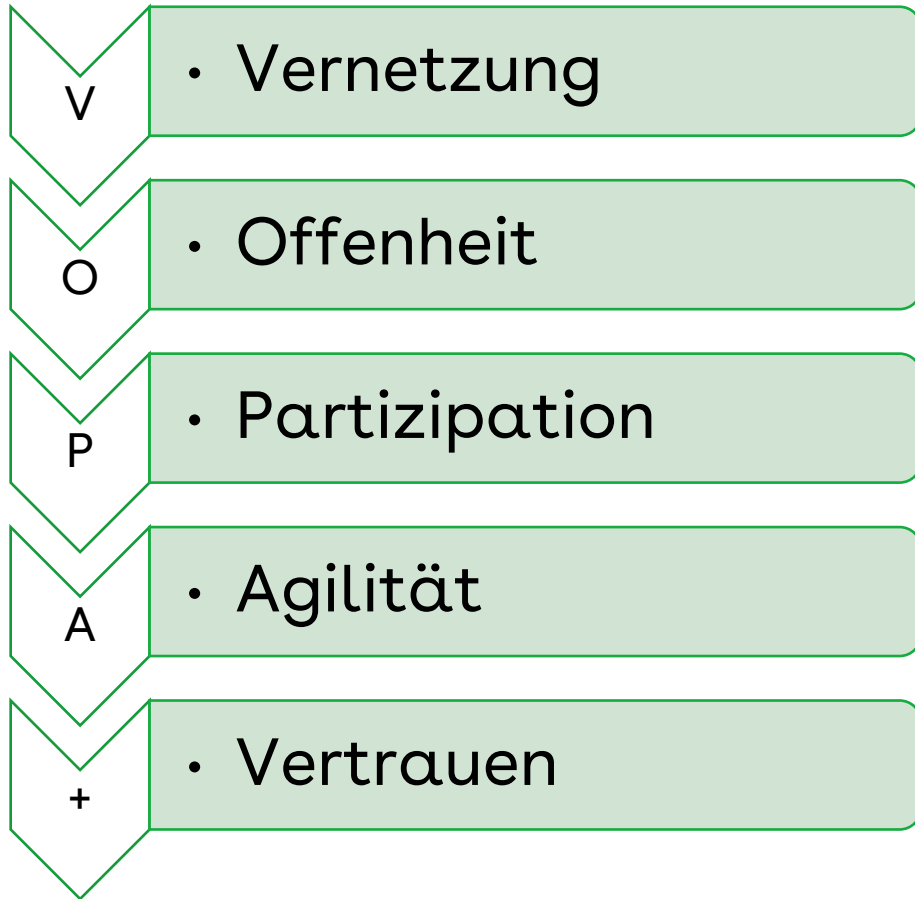 V
• Vernetzung
O
• Offenheit
P
• Partizipation
A
• Agilität
+
• Vertrauen